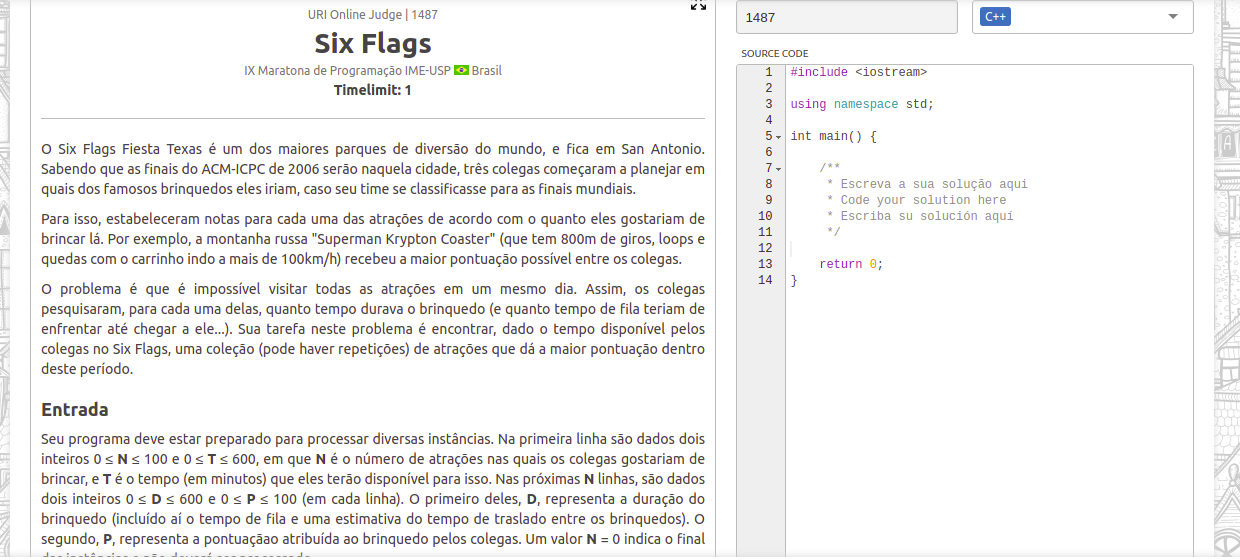 URI Online Judge | 1487
Six Flags
IX Maratona de Programação IME-USP Brasil
Timelimit: 1
O Six Flags Fiesta Texas é um dos maiores parques de diversão do mundo, e fica em San Antonio.
Sabendo que as finais do ACM-ICPC de 2006 serão naquela cidade, três colegas começaram a planejar em
quais dos famosos brinquedos eles iriam, caso seu time se classificasse para as finais mundiais.
Para isso, estabeleceram notas para cada uma das atrações de acordo com o quanto eles gostariam de
brincar lá. Por exemplo, a montanha russa "Superman Krypton Coaster" (que tem 800m de giros, loops e
quedas com o carrinho indo a mais de 100km/h) recebeu a maior pontuação possível entre os colegas.
O problema é que é impossível visitar todas as atrações em um mesmo dia. Assim, os colegas
pesquisaram, para cada uma delas, quanto tempo durava o brinquedo (e quanto tempo de fila teriam de
enfrentar até chegar a ele...). Sua tarefa neste problema é encontrar, dado o tempo disponível pelos
colegas no Six Flags, uma coleção (pode haver repetições) de atrações que dá a maior pontuação dentro
deste período.
Entrada
Seu programa deve estar preparado para processar diversas instâncias. Na primeira linha são dados dois
inteiros 0 ≤ N ≤ 100 e 0 ≤ T ≤ 600, em que N é o número de atrações nas quais os colegas gostariam de
brincar, e T é o tempo (em minutos) que eles terão disponível para isso. Nas próximas N linhas, são dados
dois inteiros 0 ≤ D ≤ 600 e 0 ≤ P ≤ 100 (em cada linha). O primeiro deles, D, representa a duração do
brinquedo (incluído aí o tempo de fila e uma estimativa do tempo de traslado entre os brinquedos). O
segundo, P, representa a pontuaçãao atribuída ao brinquedo pelos colegas. Um valor N = 0 indica o final
1487
C++
SOURCE CODE
1 #include <iostream>
2
3 using namespace std;
4
5 int main() {
6
7 /**
8 * Escreva a sua solução aqui
9 * Code your solution here
10 * Escriba su solución aquí
11 */
12
13 return 0;
14 }